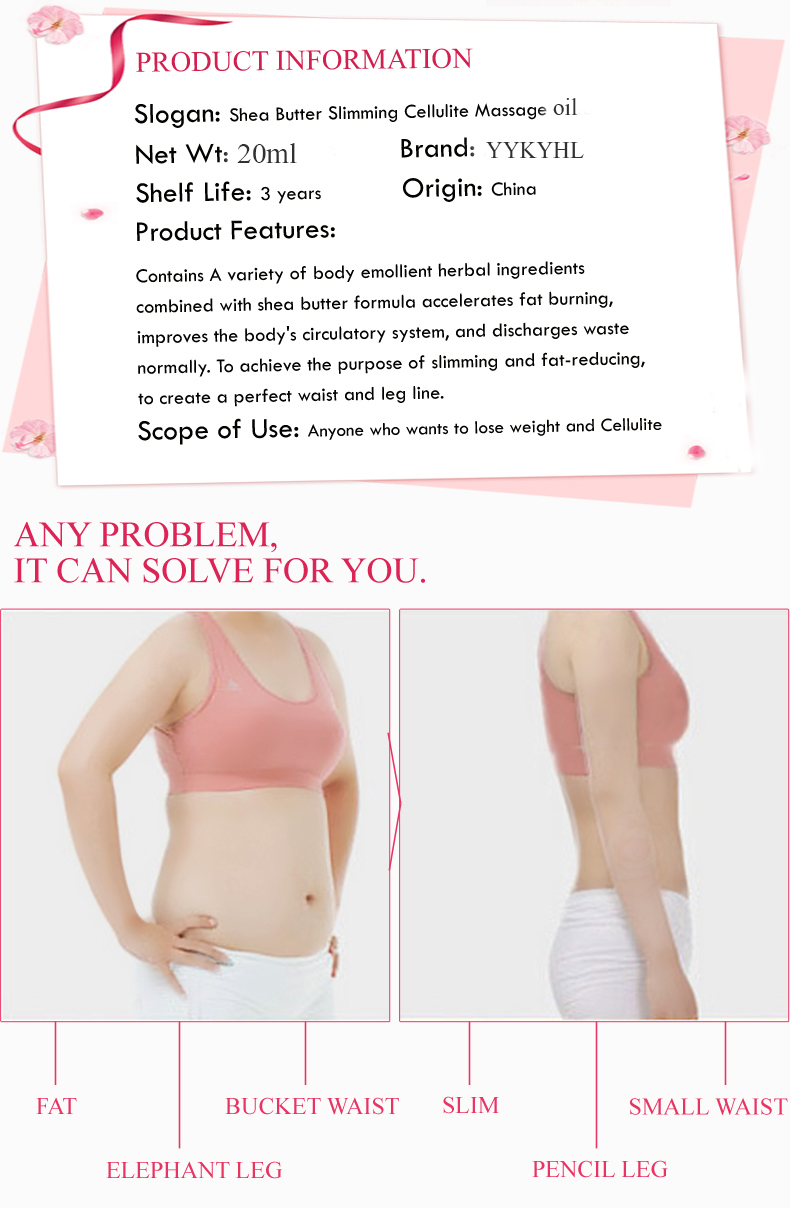 PRODUCT INFORMATION
Slogan: Shea Butter Slimming Cellulite Massage oil
Net Wt: 20ml Brand: YYKYHL
Shelf Life: 3 years Origin: China
Product Features:
Contains A variety of body emollient herbal ingredients
combined with shea butter formula accelerates fat burning,
improves the body's circulatory system, and discharges waste
normally. To achieve the purpose of slimming and fat-reducing,
to create a perfect waist and leg line.
Scope of Use: Anyone who wants to lose weight and Cellulite
ANY PROBLEM,
IT CAN SOLVE FOR YOU.
FAT BUCKET WAIST SLIM SMALL WAIST
ELEPHANT LEG PENCIL LEG